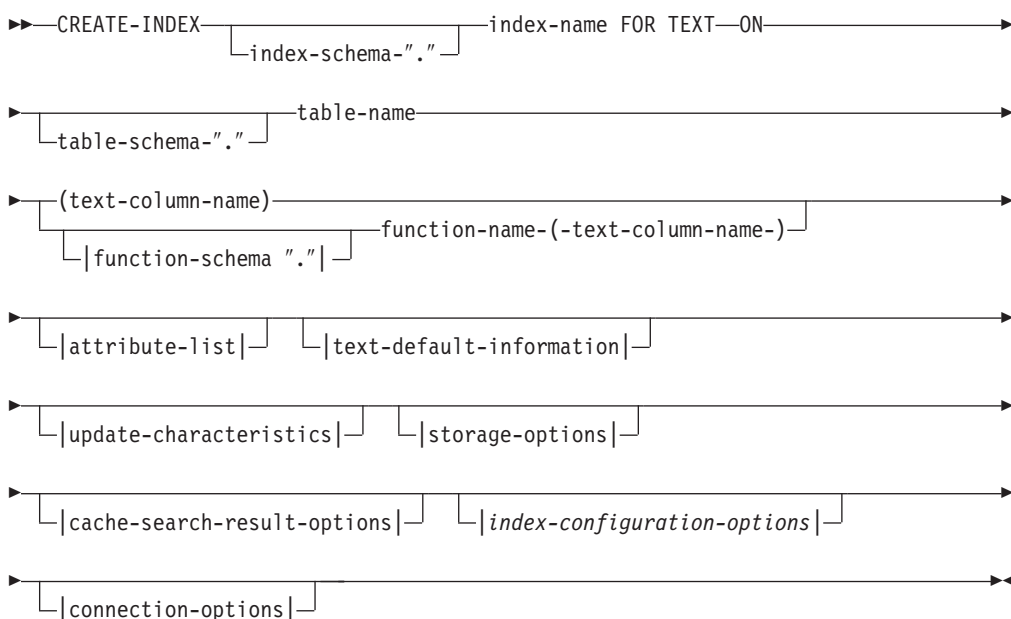 CREATE-INDEX index-name FOR TEXT ON
index-schema-"."
table-name
table-schema-"."
(text-column-name)
function-name-(-text-column-name-)
|function-schema "."|
|attribute-list| |text-default-information|
|update-characteristics| |storage-options|
|cache-search-result-options| |index-configuration-options|
|connection-options|